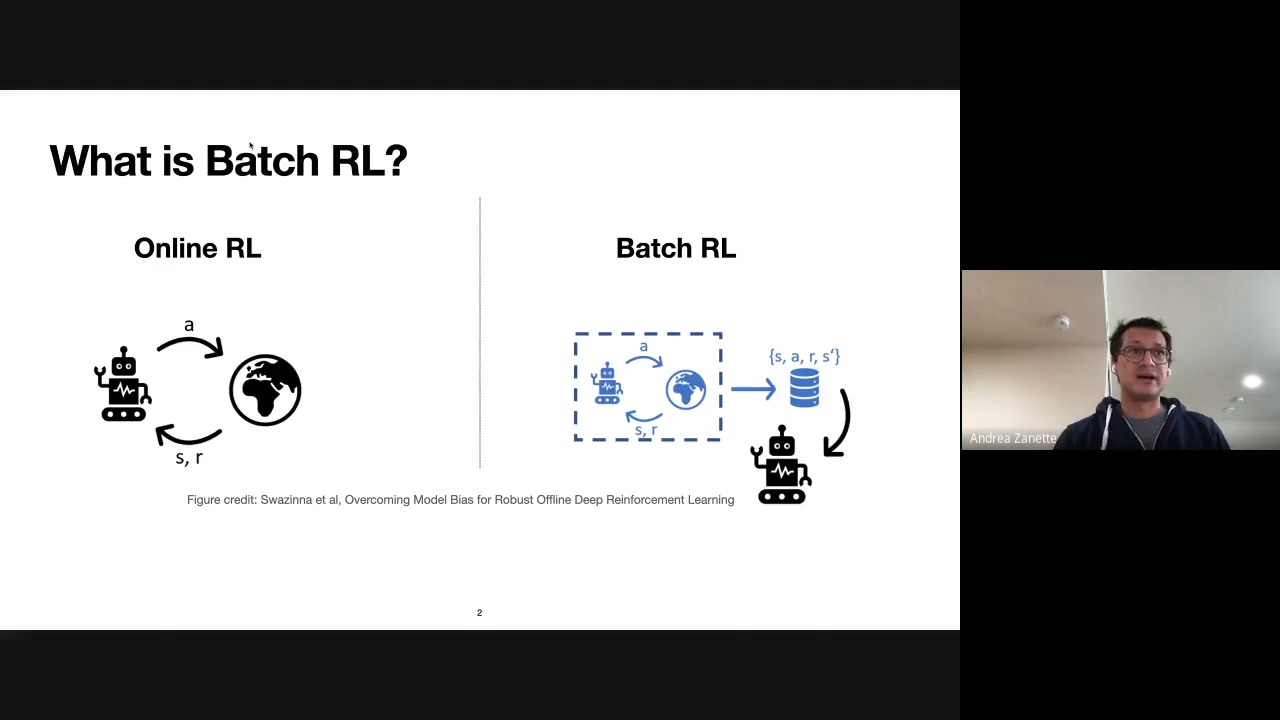 What is Batch RL?
Online RL
a
s, r
Batch RL
a
s, r
{s, a, r, s'}
Figure credit: Swazinna et al, Overcoming Model Bias for Robust Offline Deep Reinforcement Learning
2
Andrea Zanette